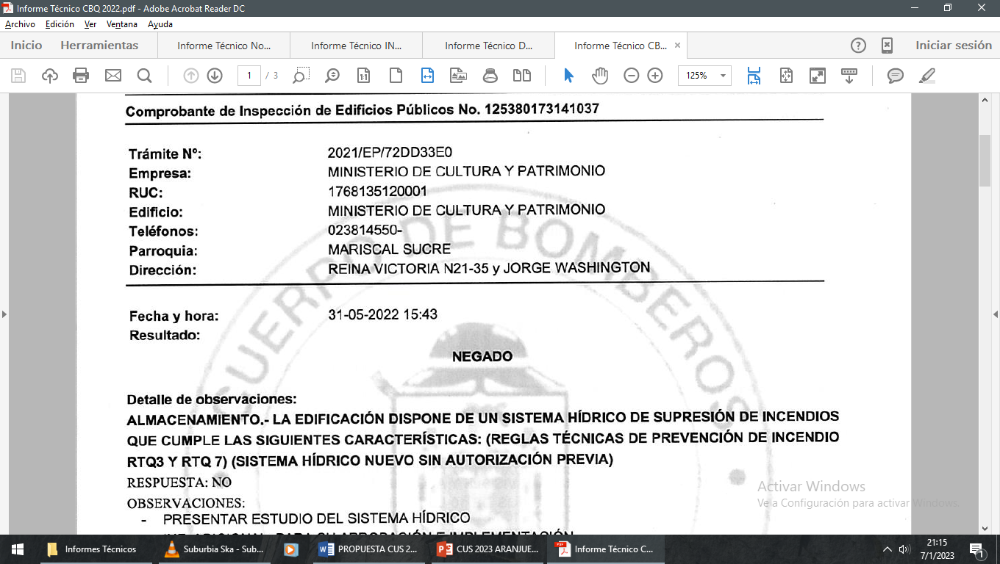 Informe Técnico CBQ 2022.pdf - Adobe Acrobat Reader DC
Archivo Edición Ver Ventana Ayuda
Inicio Herramientas Informe Técnico No... Informe Técnico IN... Informe Técnico D... Informe Técnico CB... × Iniciar sesión
1 / 3 125%
Comprobante de Inspección de Edificios Públicos No. 125380173141037
Trámite Nº: 2021/EP/72DD33E0
Empresa: MINISTERIO DE CULTURA Y PATRIMONIO
RUC: 1768135120001
Edificio: MINISTERIO DE CULTURA Y PATRIMONIO
Teléfonos: 023814550-
Parroquia: MARISCAL SUCRE
Dirección: REINA VICTORIA N21-35 y JORGE WASHINGTON
CUERPO DE BOMBEROS
Fecha y hora: 31-05-2022 15:43
Resultado:
NEGADO
Detalle de observaciones:
ALMACENAMIENTO.- LA EDIFICACIÓN DISPONE DE UN SISTEMA HÍDRICO DE SUPRESIÓN DE INCENDIOS
QUE CUMPLE LAS SIGUIENTES CARACTERÍSTICAS: (REGLAS TÉCNICAS DE PREVENCIÓN DE INCENDIO
RTQ3 Y RTQ 7) (SISTEMA HÍDRICO NUEVO SIN AUTORIZACIÓN PREVIA)
RESPUESTA: NO
OBSERVACIONES:
- PRESENTAR ESTUDIO DEL SISTEMA HÍDRICO
Activar Windows
Ve a Configuración para activar Windows.
Informes Técnicos Suburbia Ska - Sub... PROPUESTA CUS 2... CUS 2023 ARANJUE... Informe Técnico C...
21:15
7/1/2023
1